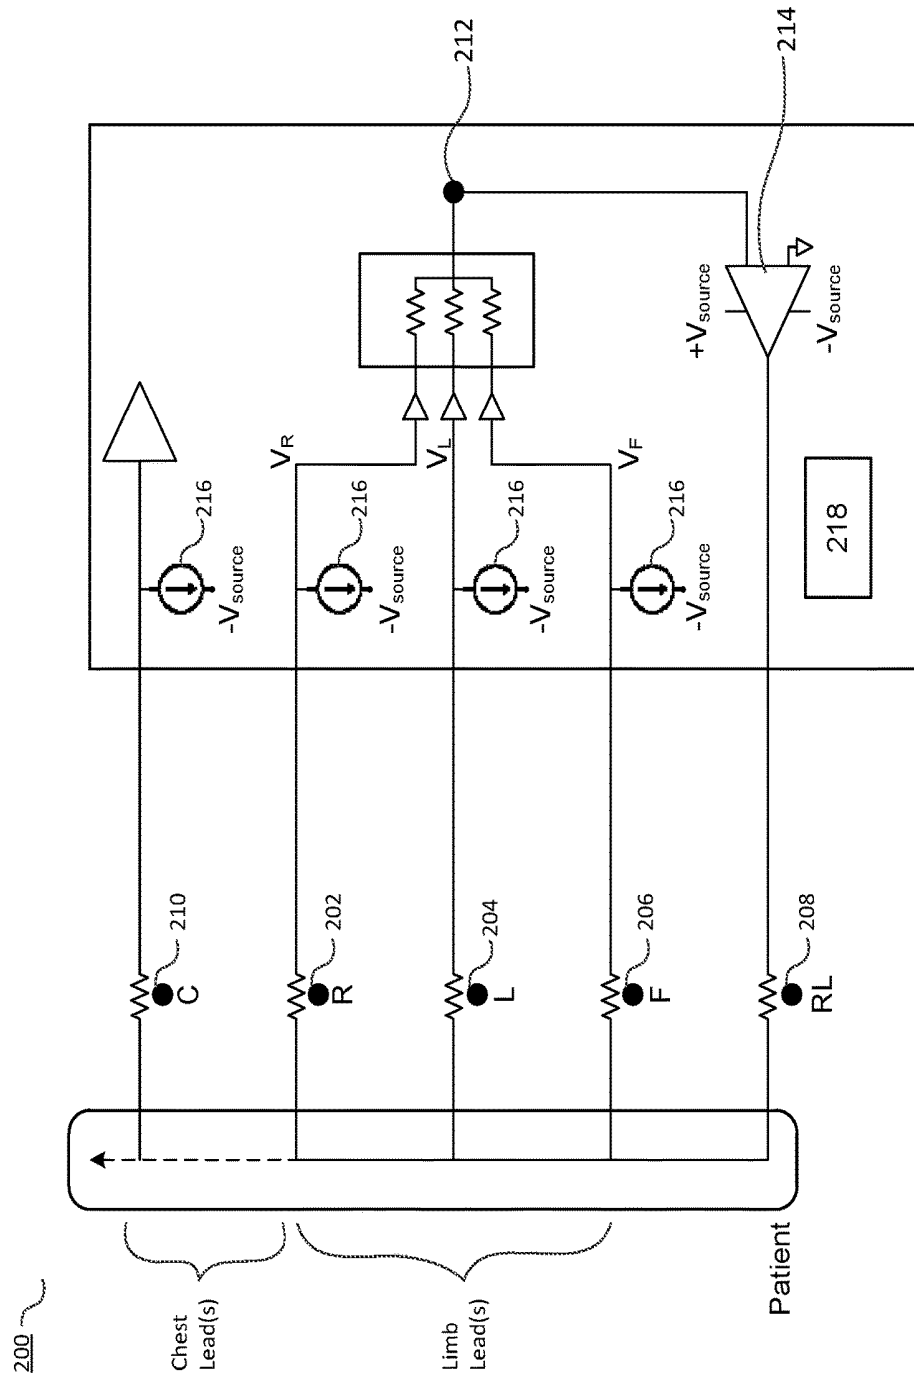 200
Chest
Lead(s)
C
210
-Vsource
216
R
202
-Vsource
216
VR
Limb
Lead(s)
L
204
-Vsource
216
VL
212
F
206
-Vsource
216
VF
+Vsource
-Vsource
214
Patient
RL
208
218